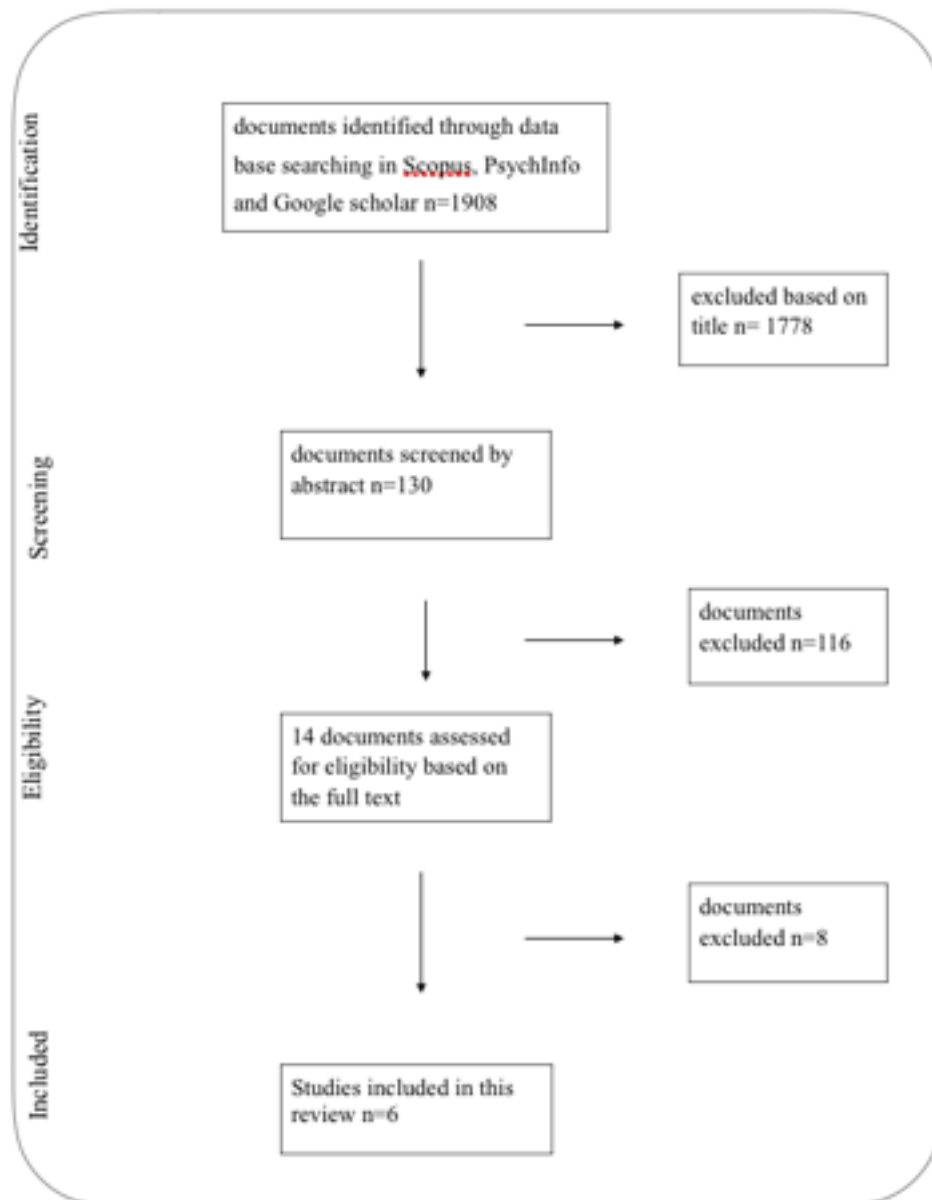 Identification
documents identified through data
base searching in Scopus, PsychInfo
and Google scholar n=1908
excluded based on
title n= 1778
Screening
documents screened by
abstract n=130
documents
excluded n=116
Eligibility
14 documents assessed
for eligibility based on
the full text
documents
excluded n=8
Included
Studies included in this
review n=6